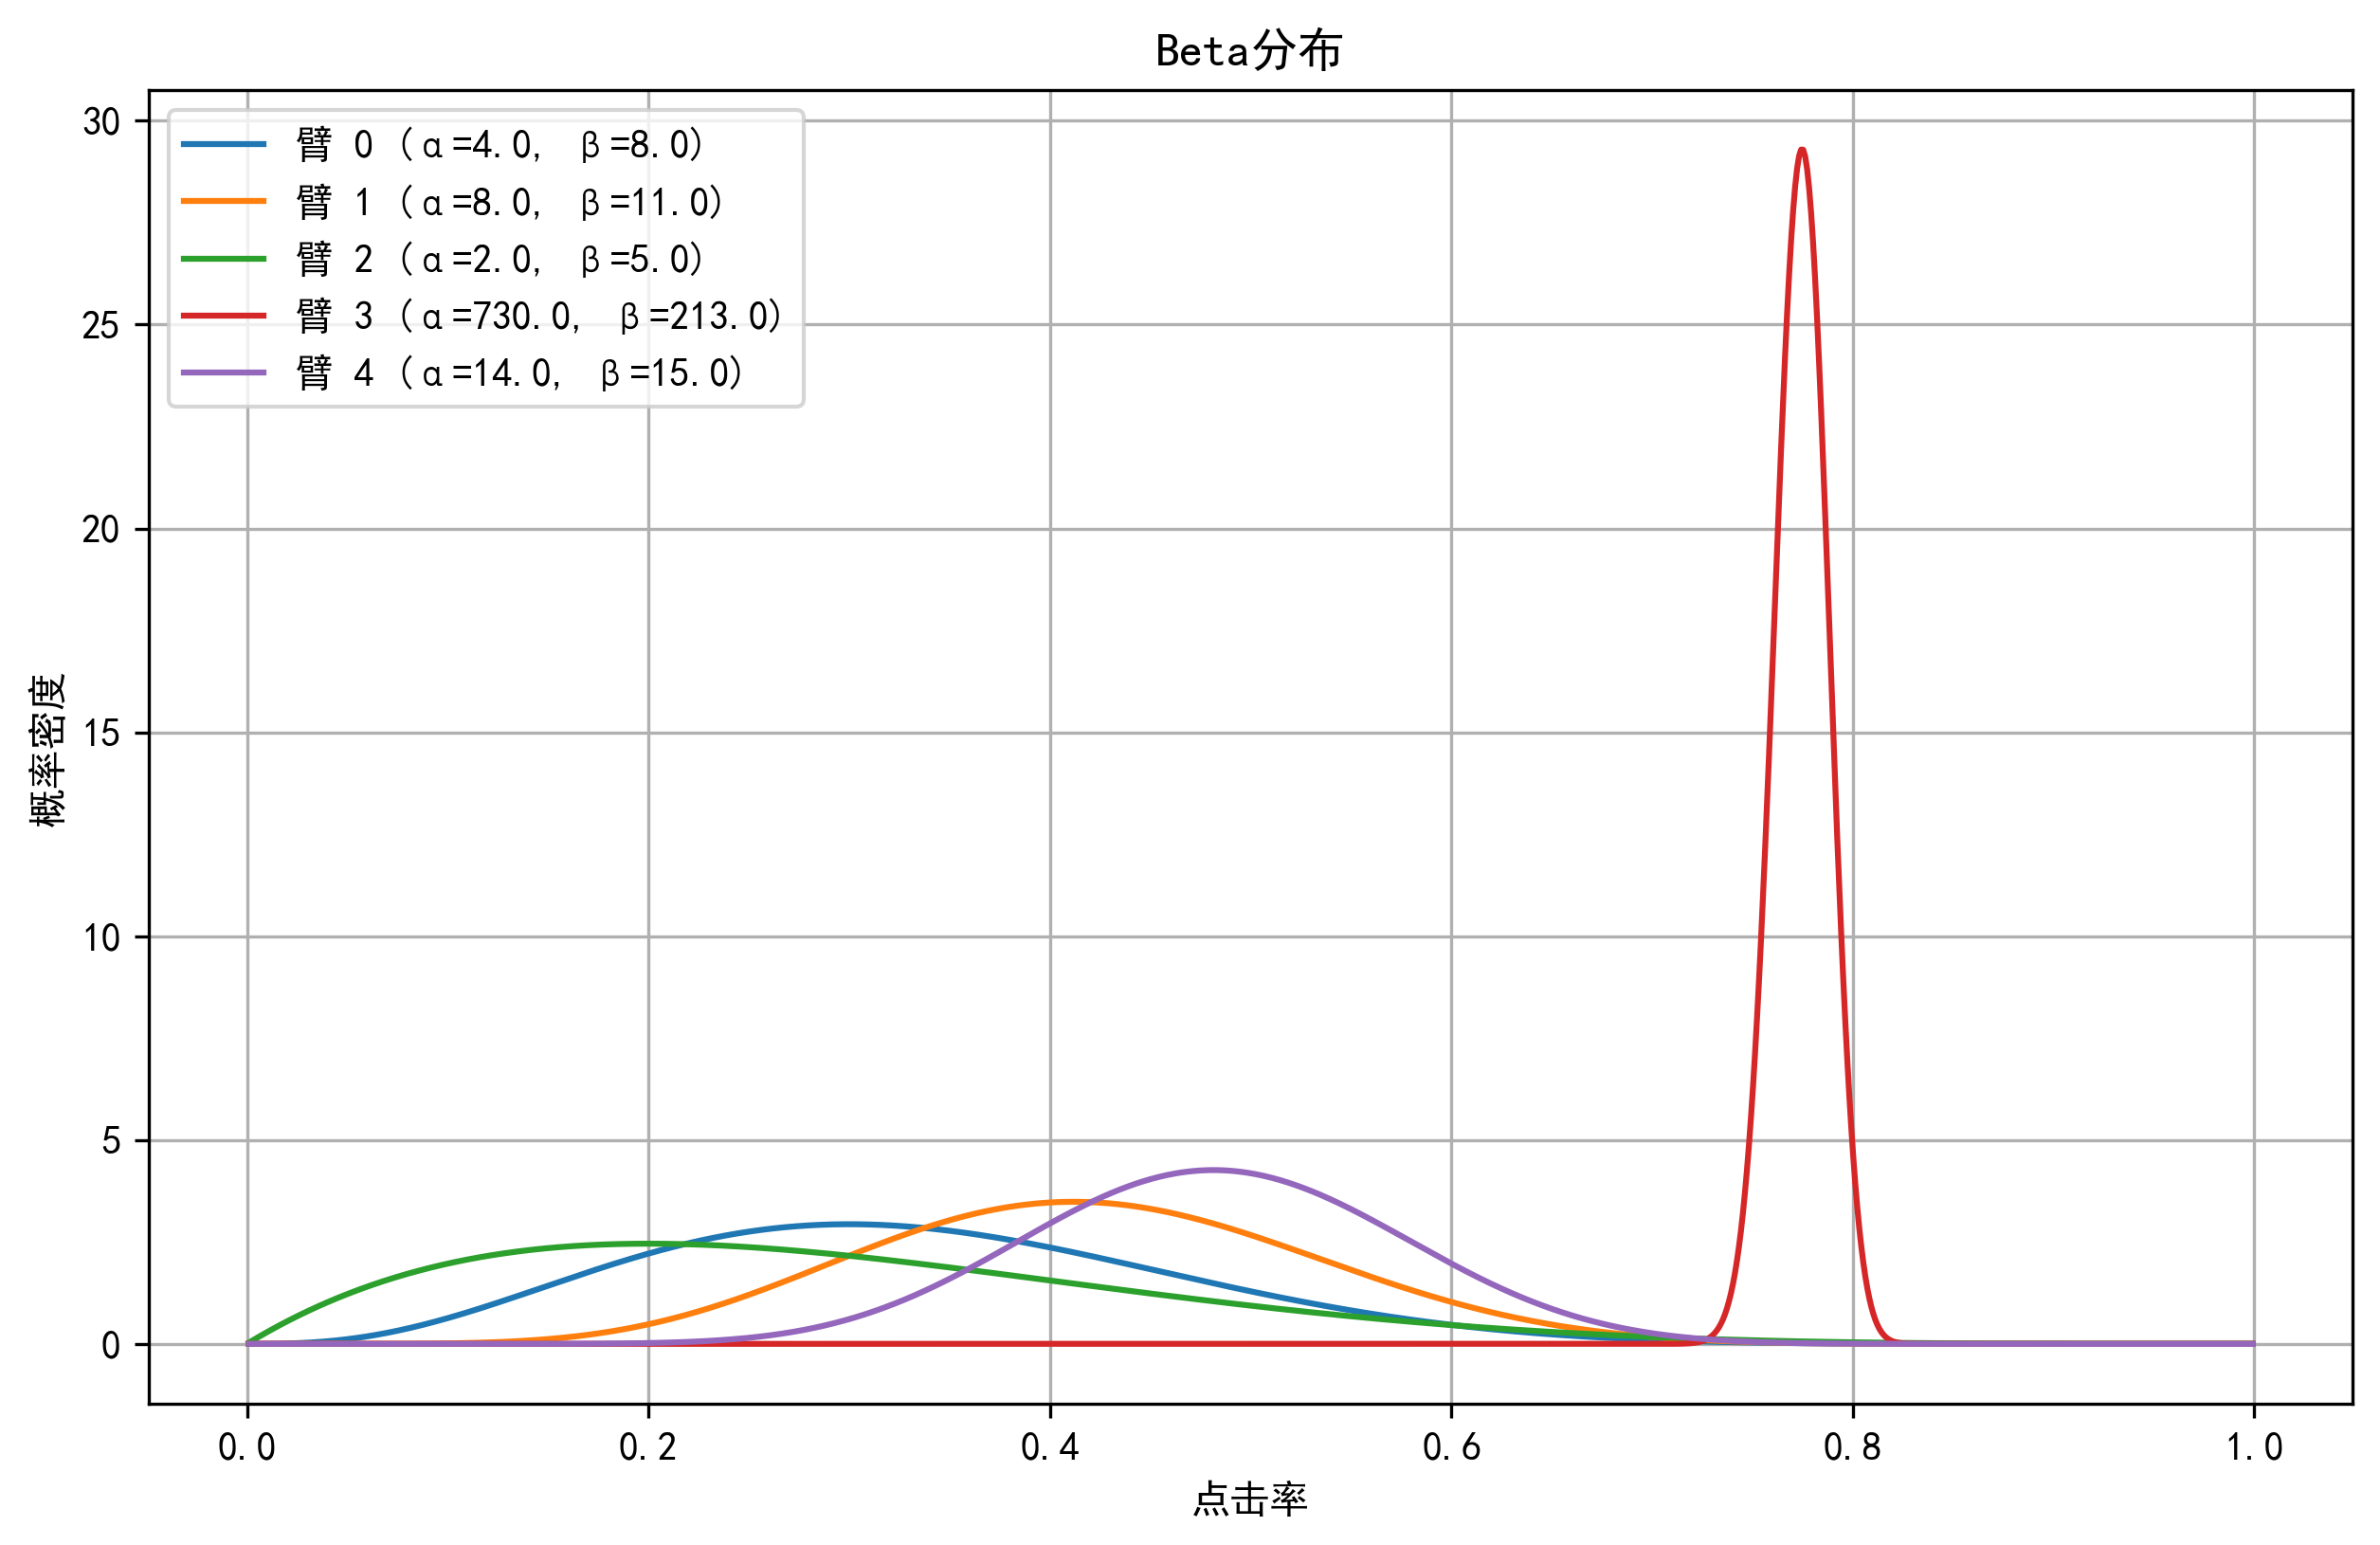 Beta分布
臂 0 (α=4.0, β=8.0)
臂 1 (α=8.0, β=11.0)
臂 2 (α=2.0, β=5.0)
臂 3 (α=730.0, β=213.0)
臂 4 (α=14.0, β=15.0)
30
25
20
15
10
5
0
概率密度
0.0 0.2 0.4 0.6 0.8 1.0
点击率